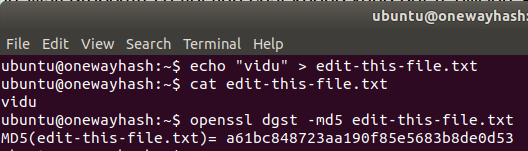 ubuntu@onewayhash:
File Edit View Search Terminal Help
ubuntu@onewayhash:~$ echo "vidu" > edit-this-file.txt
ubuntu@onewayhash:~$ cat edit-this-file.txt
vidu
ubuntu@onewayhash:~$ openssl dgst -md5 edit-this-file.txt
MD5(edit-this-file.txt)= a61bc848723aa190f85e5683b8de0d53